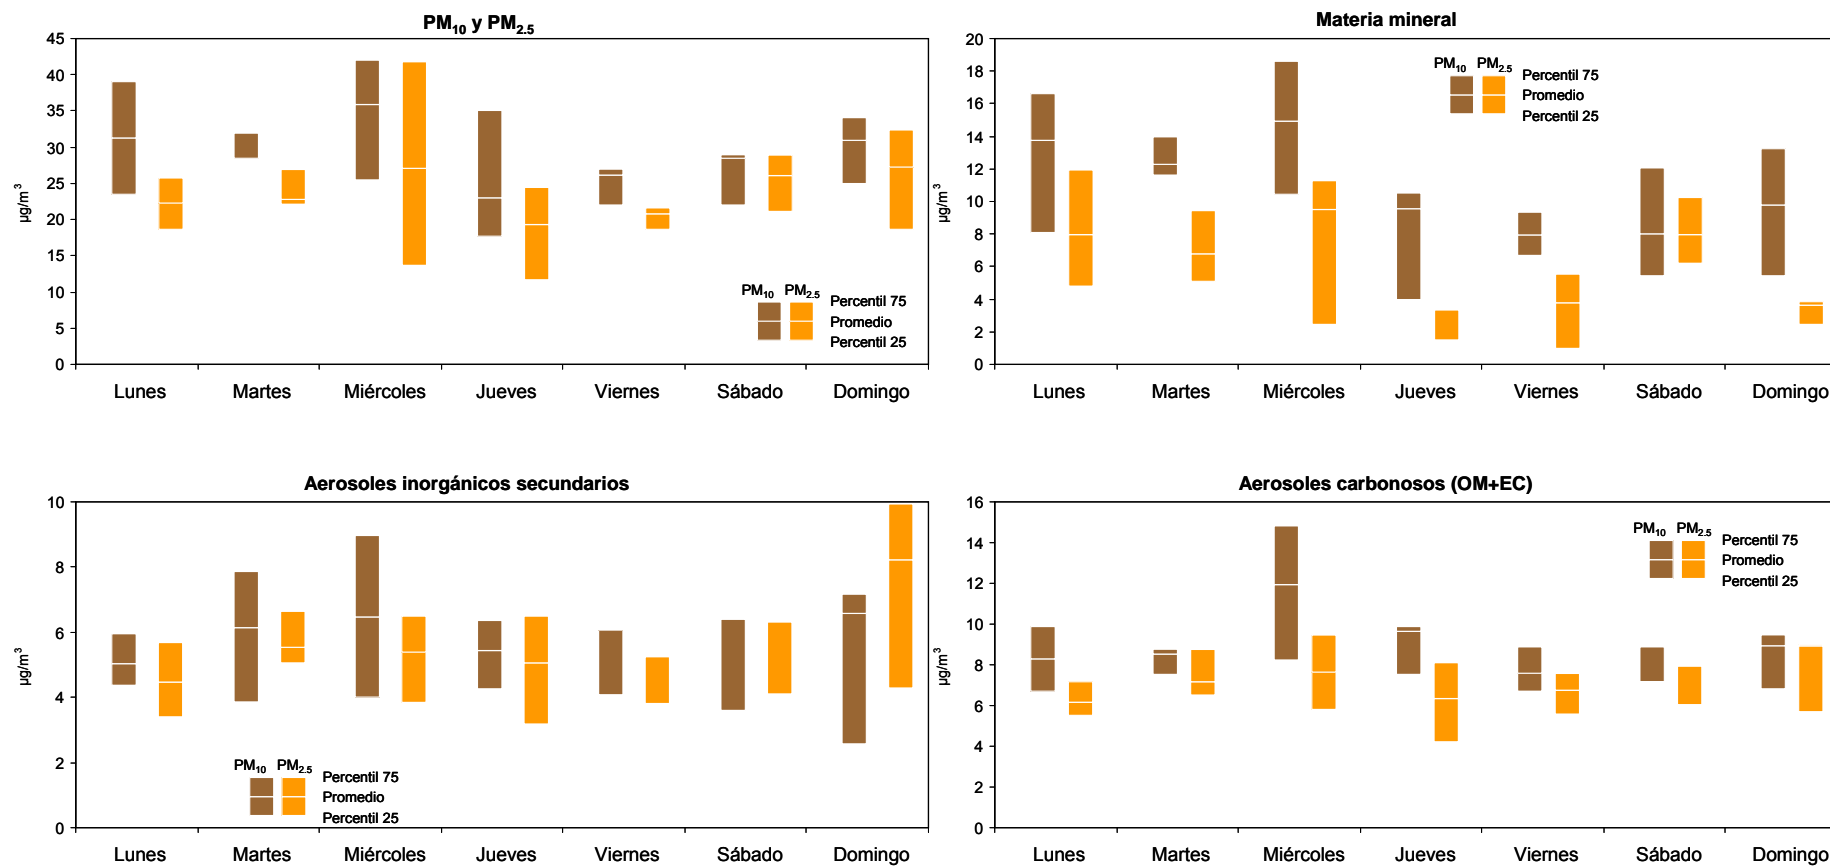 PM10 y PM2.5
45
40
35
30
25
20
15
10
5
0
µg/m³
PM10 PM2.5
Percentil 75
Promedio
Percentil 25
Lunes Martes Miércoles Jueves Viernes Sábado Domingo
Materia mineral
20
18
16
14
12
10
8
6
4
2
0
µg/m³
PM10 PM2.5
Percentil 75
Promedio
Percentil 25
Lunes Martes Miércoles Jueves Viernes Sábado Domingo
Aerosoles inorgánicos secundarios
10
8
6
4
2
0
µg/m³
PM10 PM2.5
Percentil 75
Promedio
Percentil 25
Lunes Martes Miércoles Jueves Viernes Sábado Domingo
Aerosoles carbonosos (OM+EC)
16
14
12
10
8
6
4
2
0
µg/m³
PM10 PM2.5
Percentil 75
Promedio
Percentil 25
Lunes Martes Miércoles Jueves Viernes Sábado Domingo